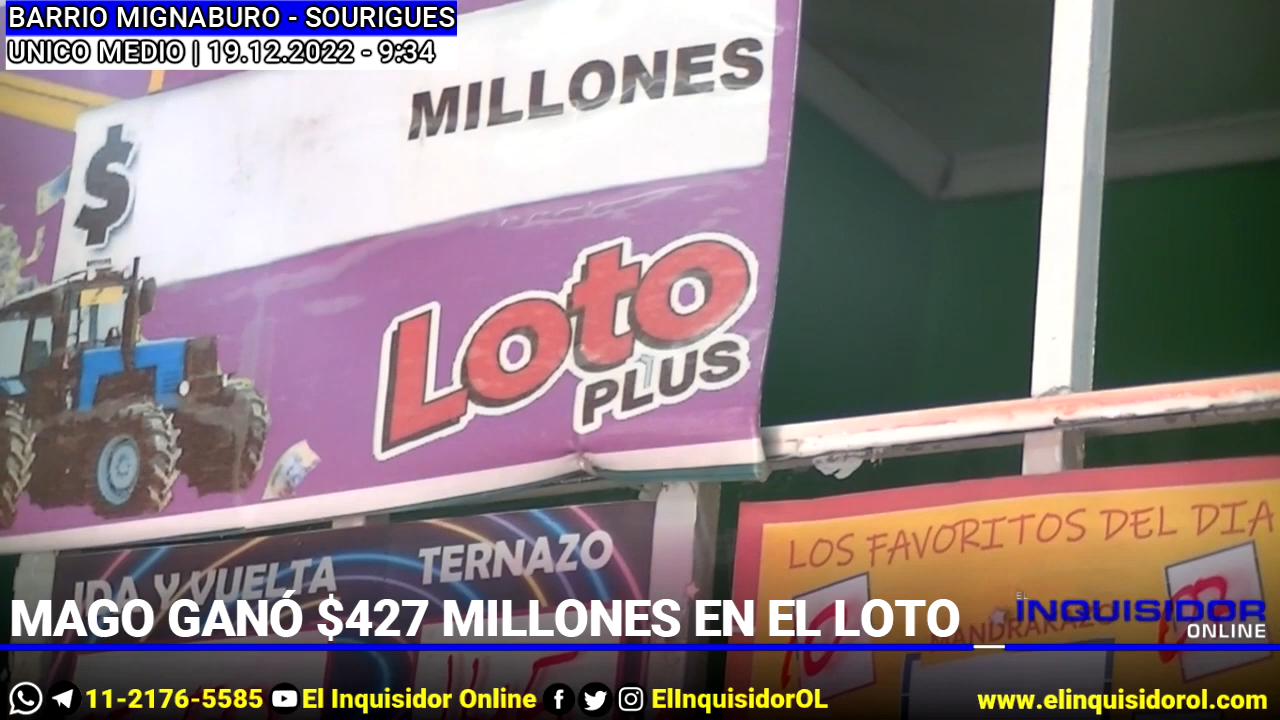 BARRIO MIGNABURO - SOURIGUES
UNICO MEDIO | 19.12.2022 - 9:34
$ MILLONES
Loto
PLUS
IDA Y VUELTA
TERNAZO
LOS FAVORITOS DEL DIA
MAGO GANÓ $427 MILLONES EN EL LOTO
EL
INQUISIDOR
ONLINE
11-2176-5585 El Inquisidor Online ElInquisidorOL
www.elinquisidorol.com